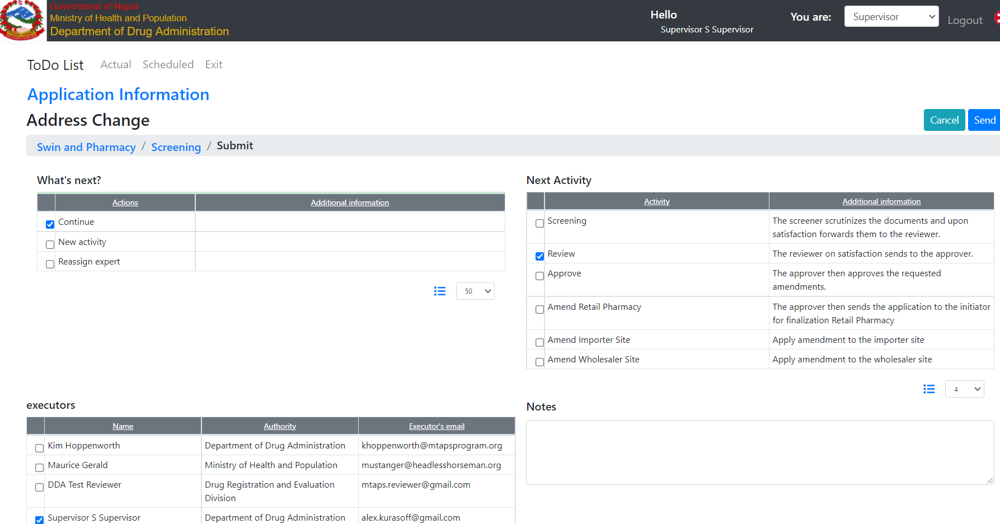 Government of Nepal
Ministry of Health and Population
Department of Drug Administration
Hello
Supervisor S Supervisor
You are:
Supervisor
Logout
ToDo List Actual Scheduled Exit
Application Information
Address Change
Cancel Send
Swin and Pharmacy / Screening / Submit
What's next?
Actions Additional information
Continue
New activity
Reassign expert
50
Next Activity
Activity Additional information
Screening The screener scrutinizes the documents and upon
satisfaction forwards them to the reviewer.
Review The reviewer on satisfaction sends to the approver.
Approve The approver then approves the requested
amendments.
Amend Retail Pharmacy The approver then sends the application to the initiator
for finalization Retail Pharmacy
Amend Importer Site Apply amendment to the importer site
Amend Wholesaler Site Apply amendment to the wholesaler site
4
executors
Name Authority Executor's email
Kim Hoppenworth Department of Drug Administration khoppenworth@mtapsprogram.org
Maurice Gerald Ministry of Health and Population mustanger@headlesshorseman.org
DDA Test Reviewer Drug Registration and Evaluation mtaps.reviewer@gmail.com
Division
Supervisor S Supervisor Department of Drug Administration alex.kurasoff@gmail.com
Notes